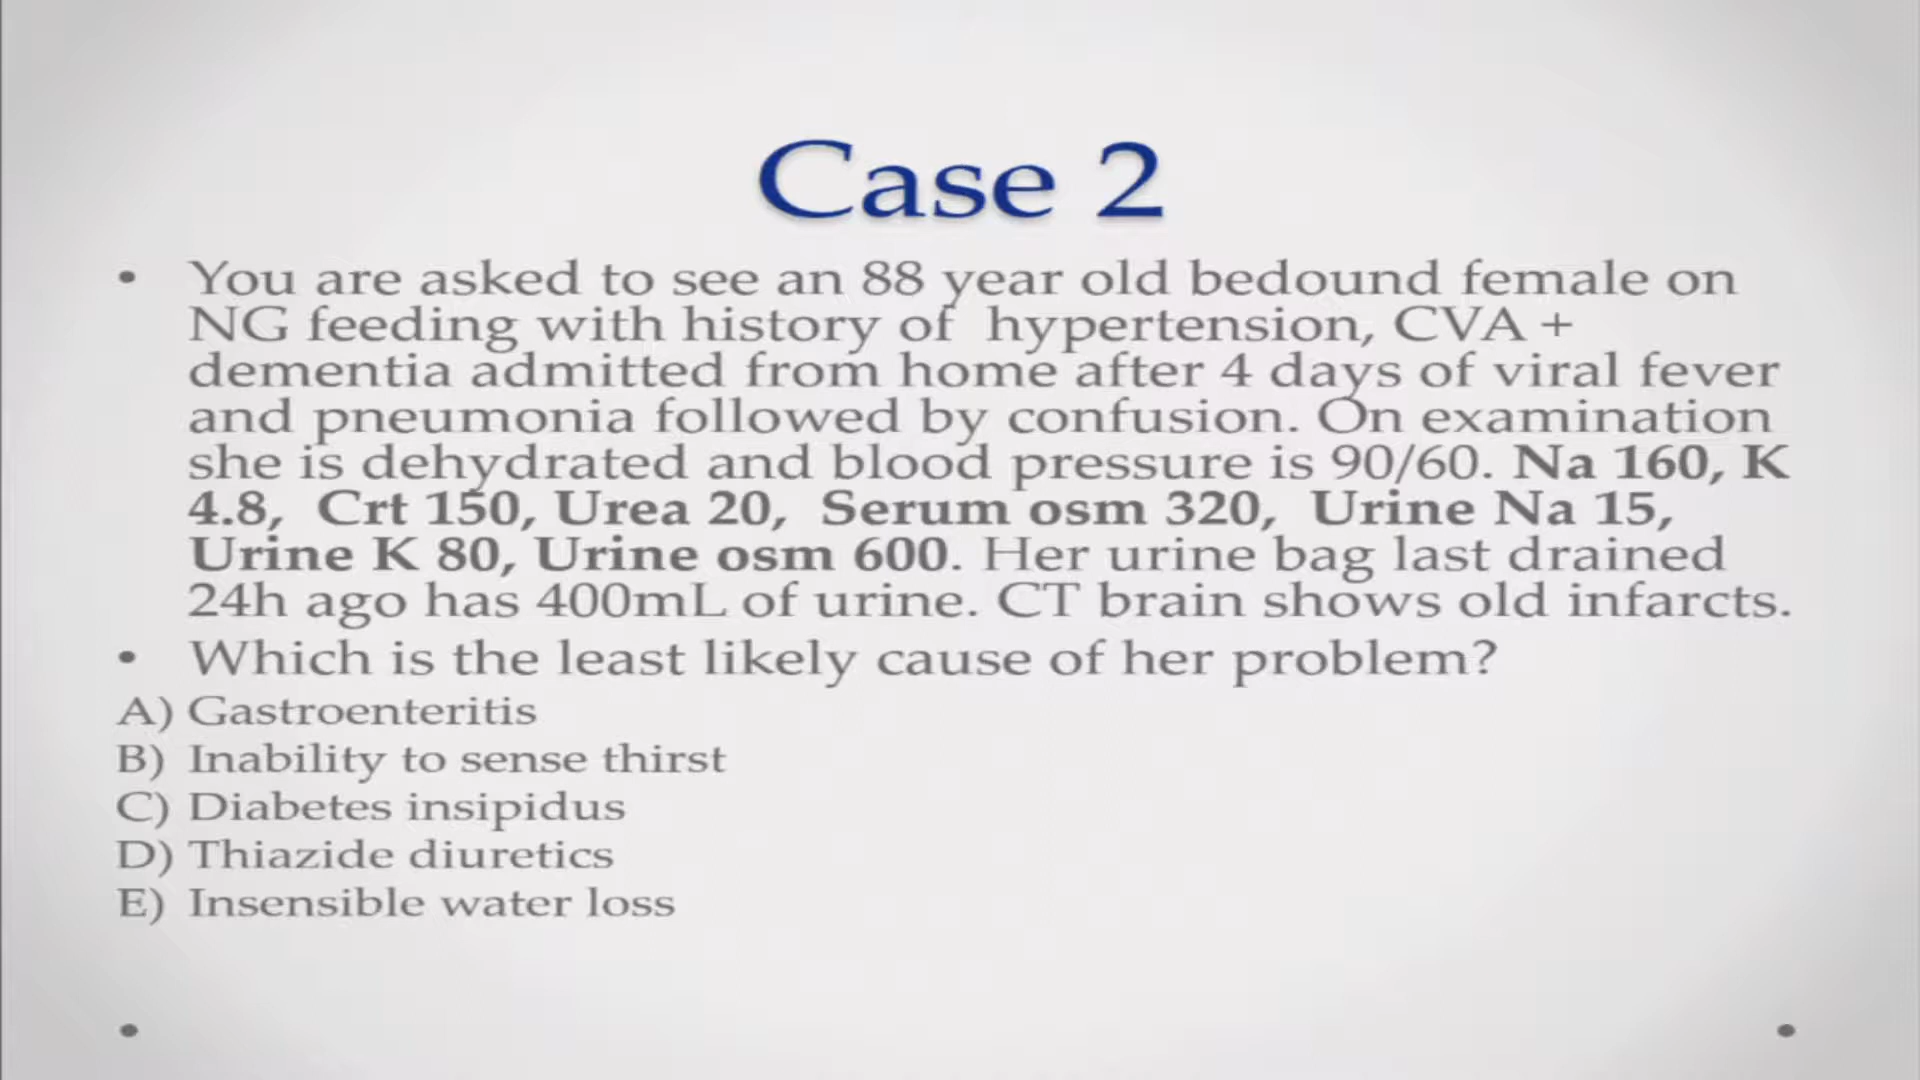 Case 2
• You are asked to see an 88 year old bedound female on
NG feeding with history of hypertension, CVA +
dementia admitted from home after 4 days of viral fever
and pneumonia followed by confusion. On examination
she is dehydrated and blood pressure is 90/60. Na 160, K
4.8, Crt 150, Urea 20, Serum osm 320, Urine Na 15,
Urine K 80, Urine osm 600. Her urine bag last drained
24h ago has 400mL of urine. CT brain shows old infarcts.
• Which is the least likely cause of her problem?
A) Gastroenteritis
B) Inability to sense thirst
C) Diabetes insipidus
D) Thiazide diuretics
E) Insensible water loss